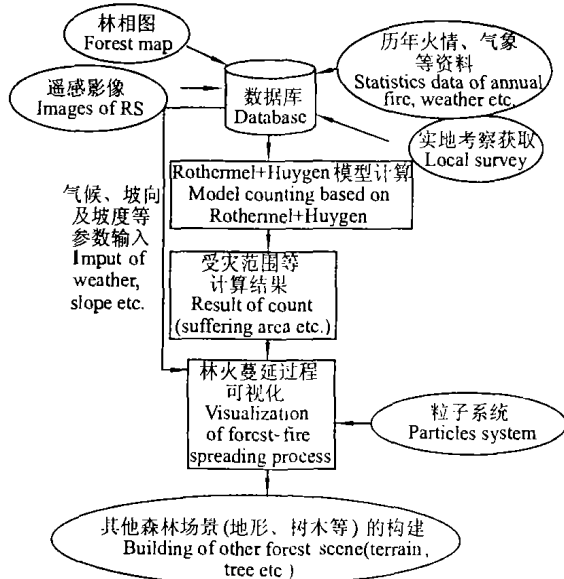 林相图
Forest map
历年火情、气象
等资料
Statistics data of annual
fire, weather etc.
遥感影像
Images of RS
数据库
Database
实地考察获取
Local survey
Rothermel+Huygen模型计算
Model counting based on
Rothermel+Huygen
气候、坡向
及坡度等
参数输入
Imput of
weather,
slope etc.
受灾范围等
计算结果
Result of count
(suffering area etc.)
林火蔓延过程
可视化
Visualization
of forest-fire
spreading process
粒子系统
Particles system
其他森林场景(地形、树木等)的构建
Building of other forest scene(terrain,
tree etc )